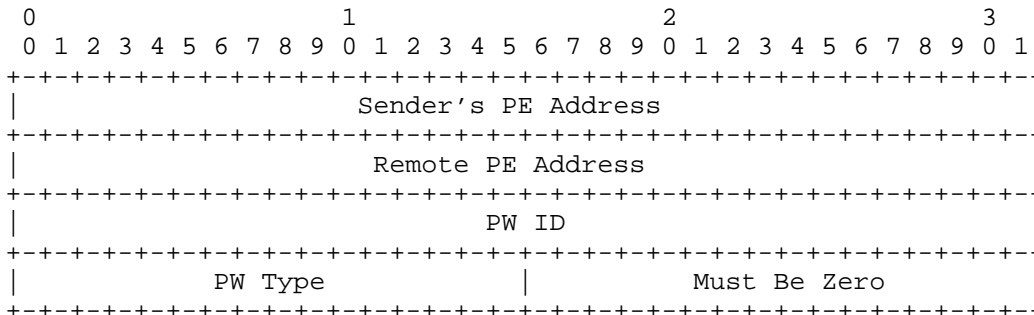 0                   1                   2                   3
 0 1 2 3 4 5 6 7 8 9 0 1 2 3 4 5 6 7 8 9 0 1 2 3 4 5 6 7 8 9 0 1
+-+-+-+-+-+-+-+-+-+-+-+-+-+-+-+-+-+-+-+-+-+-+-+-+-+-+-+-+-+-+-+-
|                     Sender’s PE Address
+-+-+-+-+-+-+-+-+-+-+-+-+-+-+-+-+-+-+-+-+-+-+-+-+-+-+-+-+-+-+-+-
|                      Remote PE Address
+-+-+-+-+-+-+-+-+-+-+-+-+-+-+-+-+-+-+-+-+-+-+-+-+-+-+-+-+-+-+-+-
|                             PW ID
+-+-+-+-+-+-+-+-+-+-+-+-+-+-+-+-+-+-+-+-+-+-+-+-+-+-+-+-+-+-+-+-
|            PW Type            |          Must Be Zero
+-+-+-+-+-+-+-+-+-+-+-+-+-+-+-+-+-+-+-+-+-+-+-+-+-+-+-+-+-+-+-+-